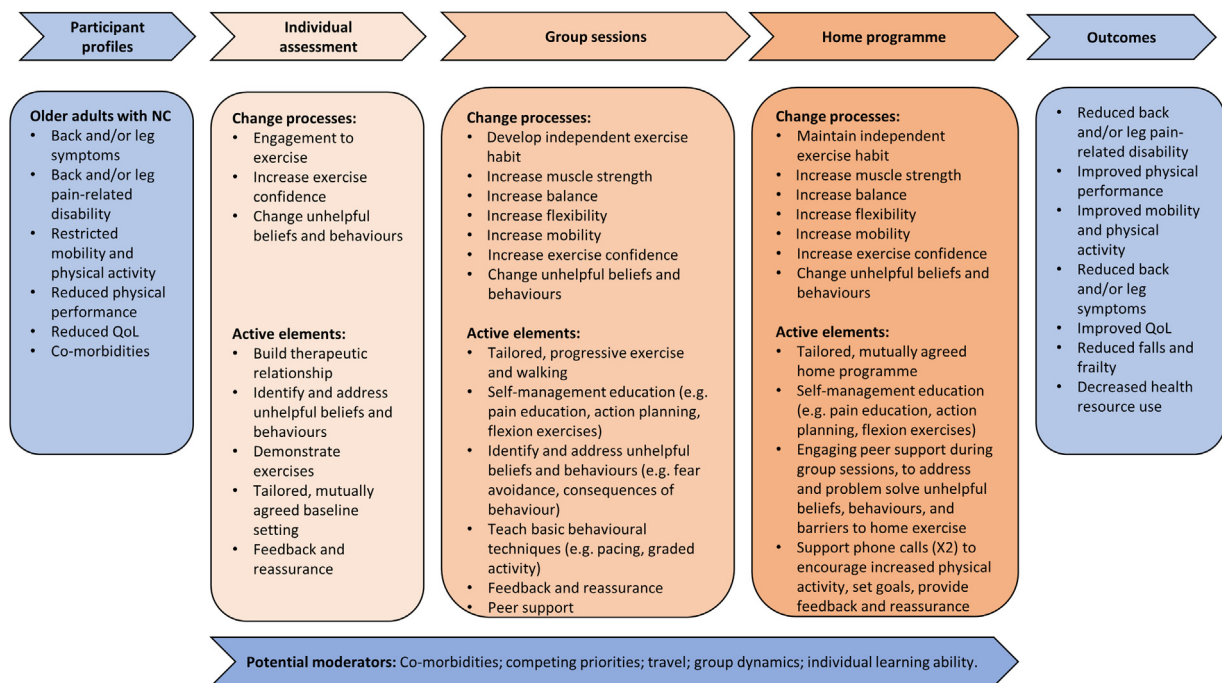 Participant
profiles
Individual
assessment
Group sessions
Home programme
Outcomes
Older adults with NC
• Back and/or leg
symptoms
• Back and/or leg
pain-related
disability
• Restricted
mobility and
physical activity
• Reduced physical
performance
• Reduced QoL
• Co-morbidities
Change processes:
• Engagement to
exercise
• Increase exercise
confidence
• Change unhelpful
beliefs and behaviours
Active elements:
• Build therapeutic
relationship
• Identify and address
unhelpful beliefs and
behaviours
• Demonstrate
exercises
• Tailored, mutually
agreed baseline
setting
• Feedback and
reassurance
Change processes:
• Develop independent exercise
habit
• Increase muscle strength
• Increase balance
• Increase flexibility
• Increase mobility
• Increase exercise confidence
• Change unhelpful beliefs and
behaviours
Active elements:
• Tailored, progressive exercise
and walking
• Self-management education (e.g.
pain education, action planning,
flexion exercises)
• Identify and address unhelpful
beliefs and behaviours (e.g. fear
avoidance, consequences of
behaviour)
• Teach basic behavioural
techniques (e.g. pacing, graded
activity)
• Feedback and reassurance
• Peer support
Change processes:
• Maintain independent
exercise habit
• Increase muscle strength
• Increase balance
• Increase flexibility
• Increase mobility
• Increase exercise confidence
• Change unhelpful beliefs and
behaviours
Active elements:
• Tailored, mutually agreed
home programme
• Self-management education
(e.g. pain education, action
planning, flexion exercises)
• Engaging peer support during
group sessions, to address
and problem solve unhelpful
beliefs, behaviours, and
barriers to home exercise
• Support phone calls (X2) to
encourage increased physical
activity, set goals, provide
feedback and reassurance
• Reduced back
and/or leg pain-
related disability
• Improved physical
performance
• Improved mobility
and physical
activity
• Reduced back
and/or leg
symptoms
• Improved QoL
• Reduced falls and
frailty
• Decreased health
resource use
Potential moderators: Co-morbidities; competing priorities; travel; group dynamics; individual learning ability.